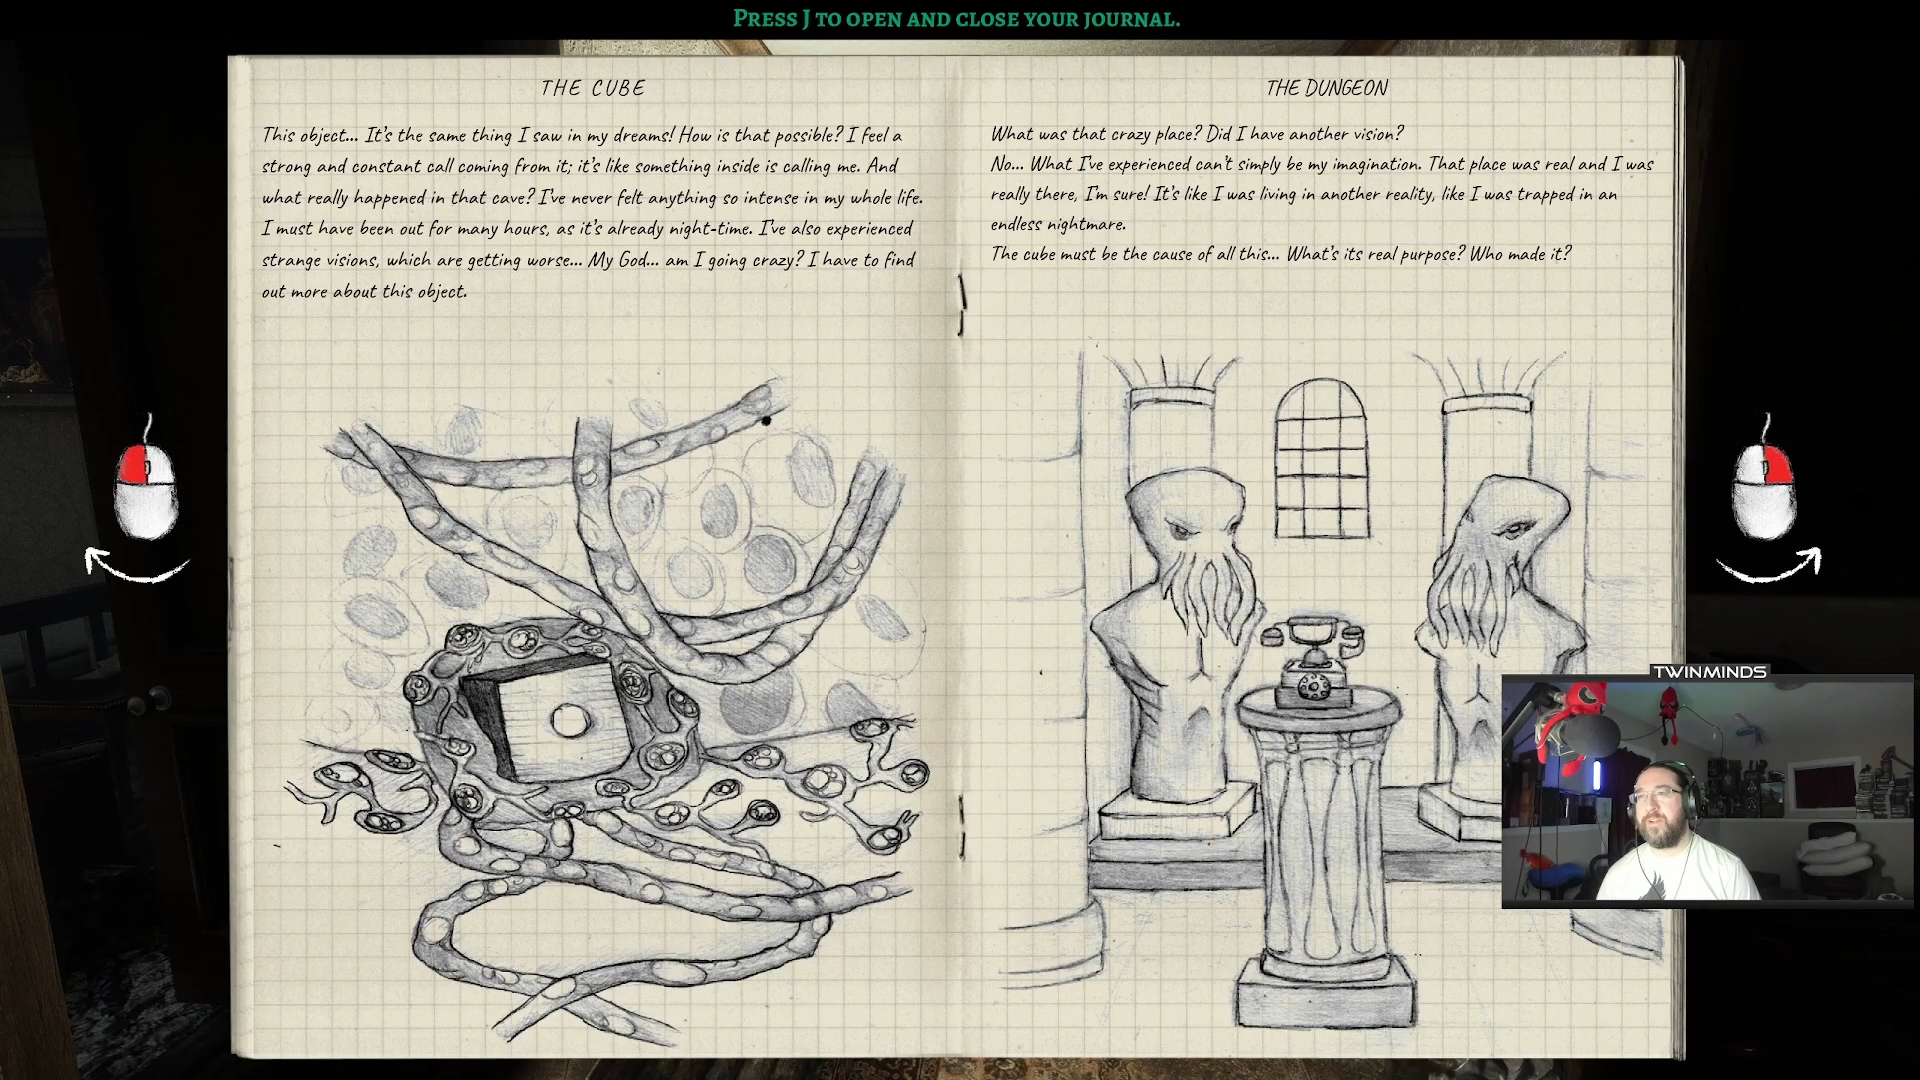 PRESS J TO OPEN AND CLOSE YOUR JOURNAL.
THE CUBE
This object... It's the same thing I saw in my dreams! How is that possible? I feel a
strong and constant call coming from it; it's like something inside is calling me. And
what really happened in that cave? I've never felt anything so intense in my whole life.
I must have been out for many hours, as it's already night-time. I've also experienced
strange visions, which are getting worse... My God... am I going crazy? I have to find
out more about this object.
THE DUNGEON
What was that crazy place? Did I have another vision?
No... What I've experienced can't simply be my imagination. That place was real and I was
really there, I'm sure! It's like I was living in another reality, like I was trapped in an
endless nightmare.
The cube must be the cause of all this... What's its real purpose? Who made it?
TWINMINDS